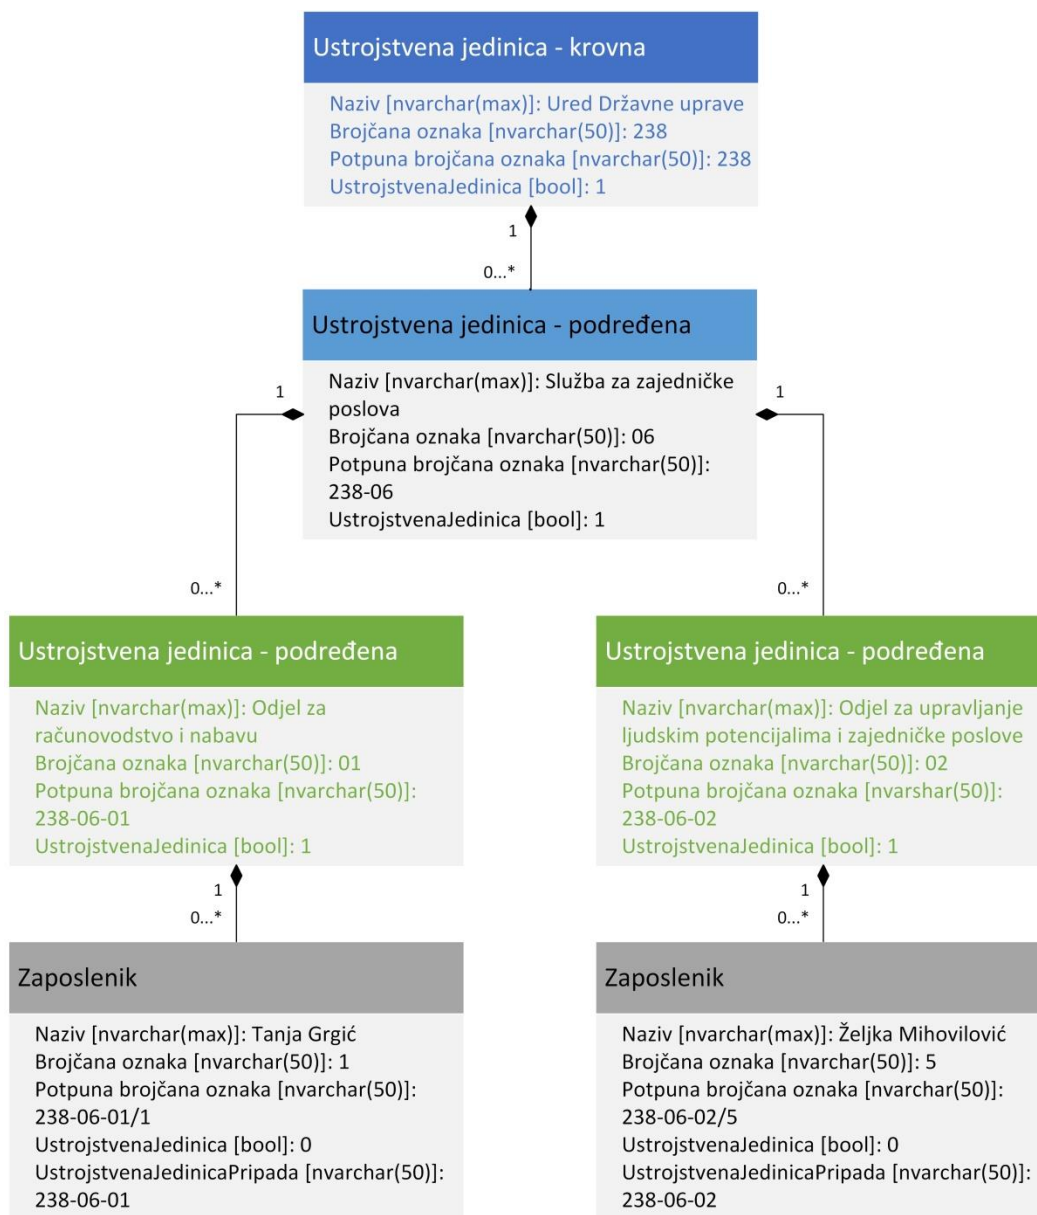 Ustrojstvena jedinica - krovna
Naziv [nvarchar(max)]: Ured Državne uprave
Brojčana oznaka [nvarchar(50)]: 238
Potpuna brojčana oznaka [nvarchar(50)]: 238
UstrojstvenaJedinica [bool]: 1
1
0...*
Ustrojstvena jedinica - podređena
Naziv [nvarchar(max)]: Služba za zajedničke
poslova
Brojčana oznaka [nvarchar(50)]: 06
Potpuna brojčana oznaka [nvarchar(50)]:
238-06
UstrojstvenaJedinica [bool]: 1
1
0...*
1
0...*
Ustrojstvena jedinica - podređena
Naziv [nvarchar(max)]: Odjel za
računovodstvo i nabavu
Brojčana oznaka [nvarchar(50)]: 01
Potpuna brojčana oznaka [nvarchar(50)]:
238-06-01
UstrojstvenaJedinica [bool]: 1
1
0...*
Zaposlenik
Naziv [nvarchar(max)]: Tanja Grgić
Brojčana oznaka [nvarchar(50)]: 1
Potpuna brojčana oznaka [nvarchar(50)]:
238-06-01/1
UstrojstvenaJedinica [bool]: 0
UstrojstvenaJedinicaPripada [nvarchar(50)]:
238-06-01
Ustrojstvena jedinica - podređena
Naziv [nvarchar(max)]: Odjel za upravljanje
ljudskim potencijalima i zajedničke poslove
Brojčana oznaka [nvarchar(50)]: 02
Potpuna brojčana oznaka [nvarshar(50)]:
238-06-02
UstrojstvenaJedinica [bool]: 1
1
0...*
Zaposlenik
Naziv [nvarchar(max)]: Željka Mihovilović
Brojčana oznaka [nvarchar(50)]: 5
Potpuna brojčana oznaka [nvarchar(50)]:
238-06-02/5
UstrojstvenaJedinica [bool]: 0
UstrojstvenaJedinicaPripada [nvarchar(50)]:
238-06-02